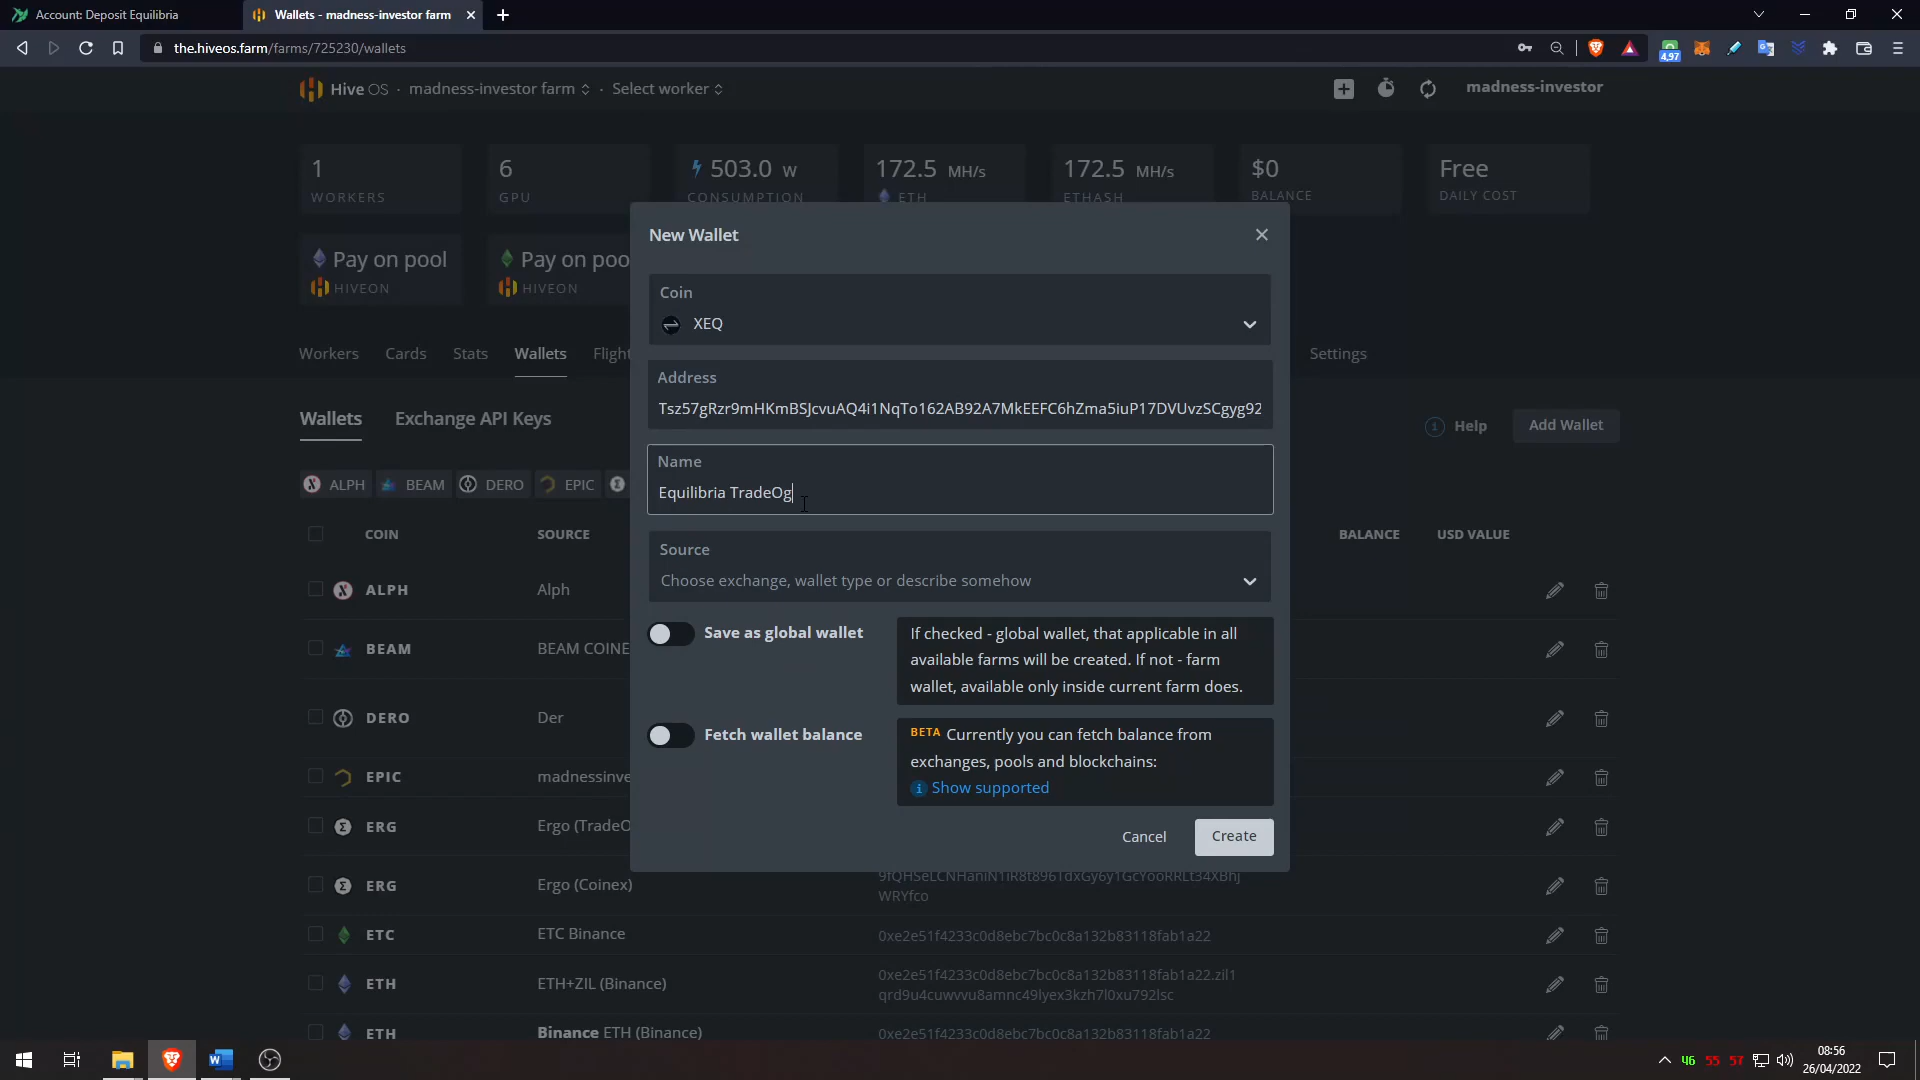 Account: Deposit Equilibria
Wallets - madness-investor farm
the.hiveos.farm/farms/725230/wallets
4,97
Hive OS · madness-investor farm · Select worker
madness-investor
1
WORKERS
6
GPU
503.0 W
CONSUMPTION
172.5 MH/s
ETH
172.5 MH/s
ETHASH
$0
BALANCE
Free
DAILY COST
Pay on pool
HIVEON
Pay on poo
HIVEON
New Wallet
Coin
XEQ
Address
Tsz57gRzr9mHKmBSJcvuAQ4i1NqTo162AB92A7MkEEFC6hZma5iuP17DVUvzSCgyg92
Name
Equilibria TradeOg
Source
Choose exchange, wallet type or describe somehow
Save as global wallet
If checked - global wallet, that applicable in all
available farms will be created. If not - farm
wallet, available only inside current farm does.
Fetch wallet balance
BETA Currently you can fetch balance from
exchanges, pools and blockchains:
Show supported
Cancel
Create
Workers Cards Stats Wallets Flight Settings
Wallets Exchange API Keys
Help
Add Wallet
ALPH BEAM DERO EPIC
COIN SOURCE BALANCE USD VALUE
ALPH Alph
BEAM BEAM COINE
DERO Der
EPIC madnessinve
ERG Ergo (TradeO
ERG Ergo (Coinex)
WRYfco
ETC ETC Binance 0xe2e51f4233c0d8ebc7bc0c8a132b83118fab1a22
ETH ETH+ZIL (Binance) 0xe2e51f4233c0d8ebc7bc0c8a132b83118fab1a22.zil1
qrd9u4cuwvvu8amnc49lyex3kzh7l0xu792lsc
ETH Binance ETH (Binance) 0xe2e51f4233c0d8ebc7bc0c8a132b83118fab1a22
46 55 57
08:56
26/04/2022